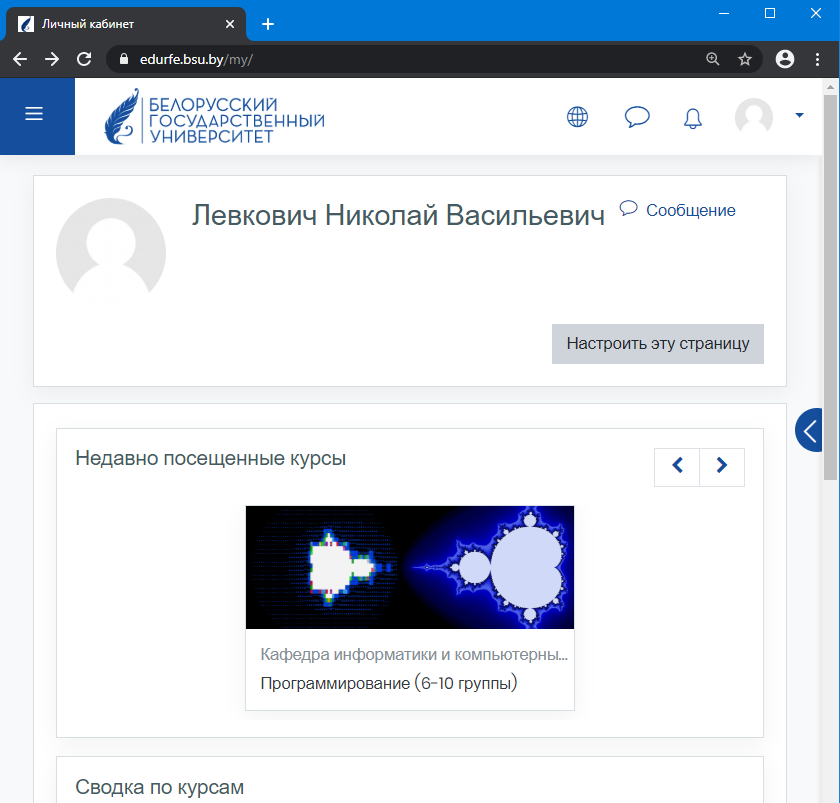 Личный кабинет
edurfe.bsu.by/my/
БЕЛОРУССКИЙ
ГОСУДАРСТВЕННЫЙ
УНИВЕРСИТЕТ
Левкович Николай Васильевич
Сообщение
Настроить эту страницу
Недавно посещенные курсы
Кафедра информатики и компьютерны...
Программирование (6-10 группы)
Сводка по курсам